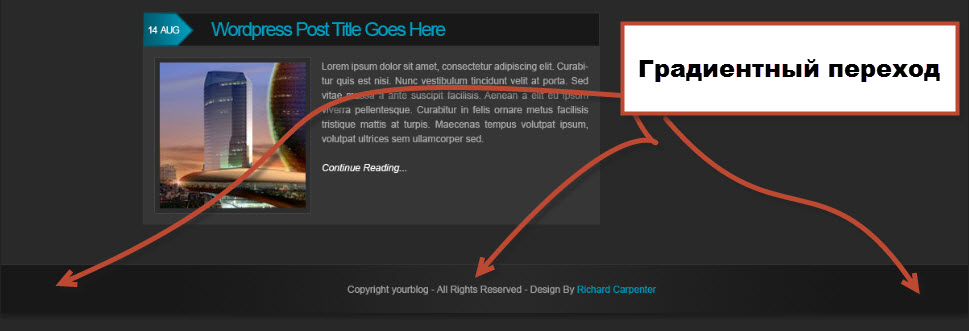 14 AUG
Wordpress Post Title Goes Here
Градиентный переход
Lorem ipsum dolor sit amet, consectetur adipiscing elit. Curabi-
tur quis est nisi. Nunc vestibulum tincidunt velit at porta. Sed
vitae massa a ante suscipit facilisis. Aenean a elit eu ipsum
viverra pellentesque. Curabitur in felis ornare metus facilisis
tristique mattis at turpis. Maecenas tempus volutpat ipsum,
volutpat ultrices sem ullamcorper sed.
Continue Reading...
Copyright yourblog - All Rights Reserved - Design By Richard Carpenter